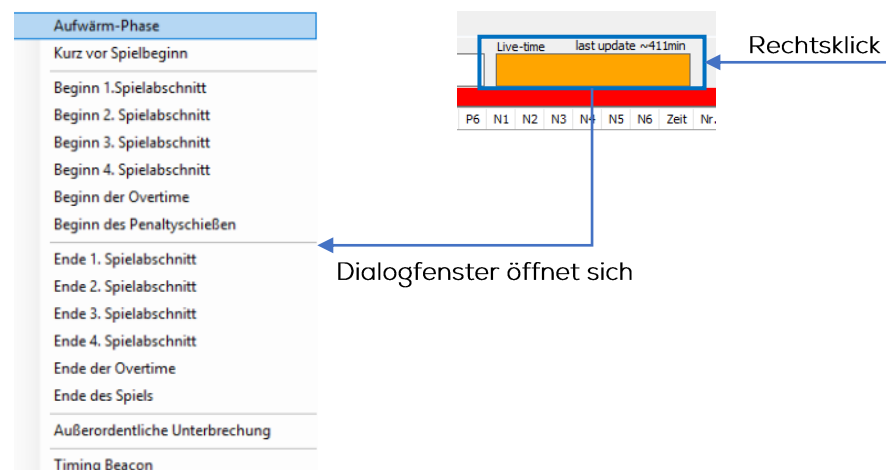 Aufwärm-Phase
Kurz vor Spielbeginn
Beginn 1.Spielabschnitt
Beginn 2. Spielabschnitt
Beginn 3. Spielabschnitt
Beginn 4. Spielabschnitt
Beginn der Overtime
Beginn des Penaltyschießen
Ende 1. Spielabschnitt
Ende 2. Spielabschnitt
Ende 3. Spielabschnitt
Ende 4. Spielabschnitt
Ende der Overtime
Ende des Spiels
Außerordentliche Unterbrechung
Timing Beacon
Live-time last update ~411min
Rechtsklick
P6 N1 N2 N3 N4 N5 N6 Zeit Nr.
Dialogfenster öffnet sich